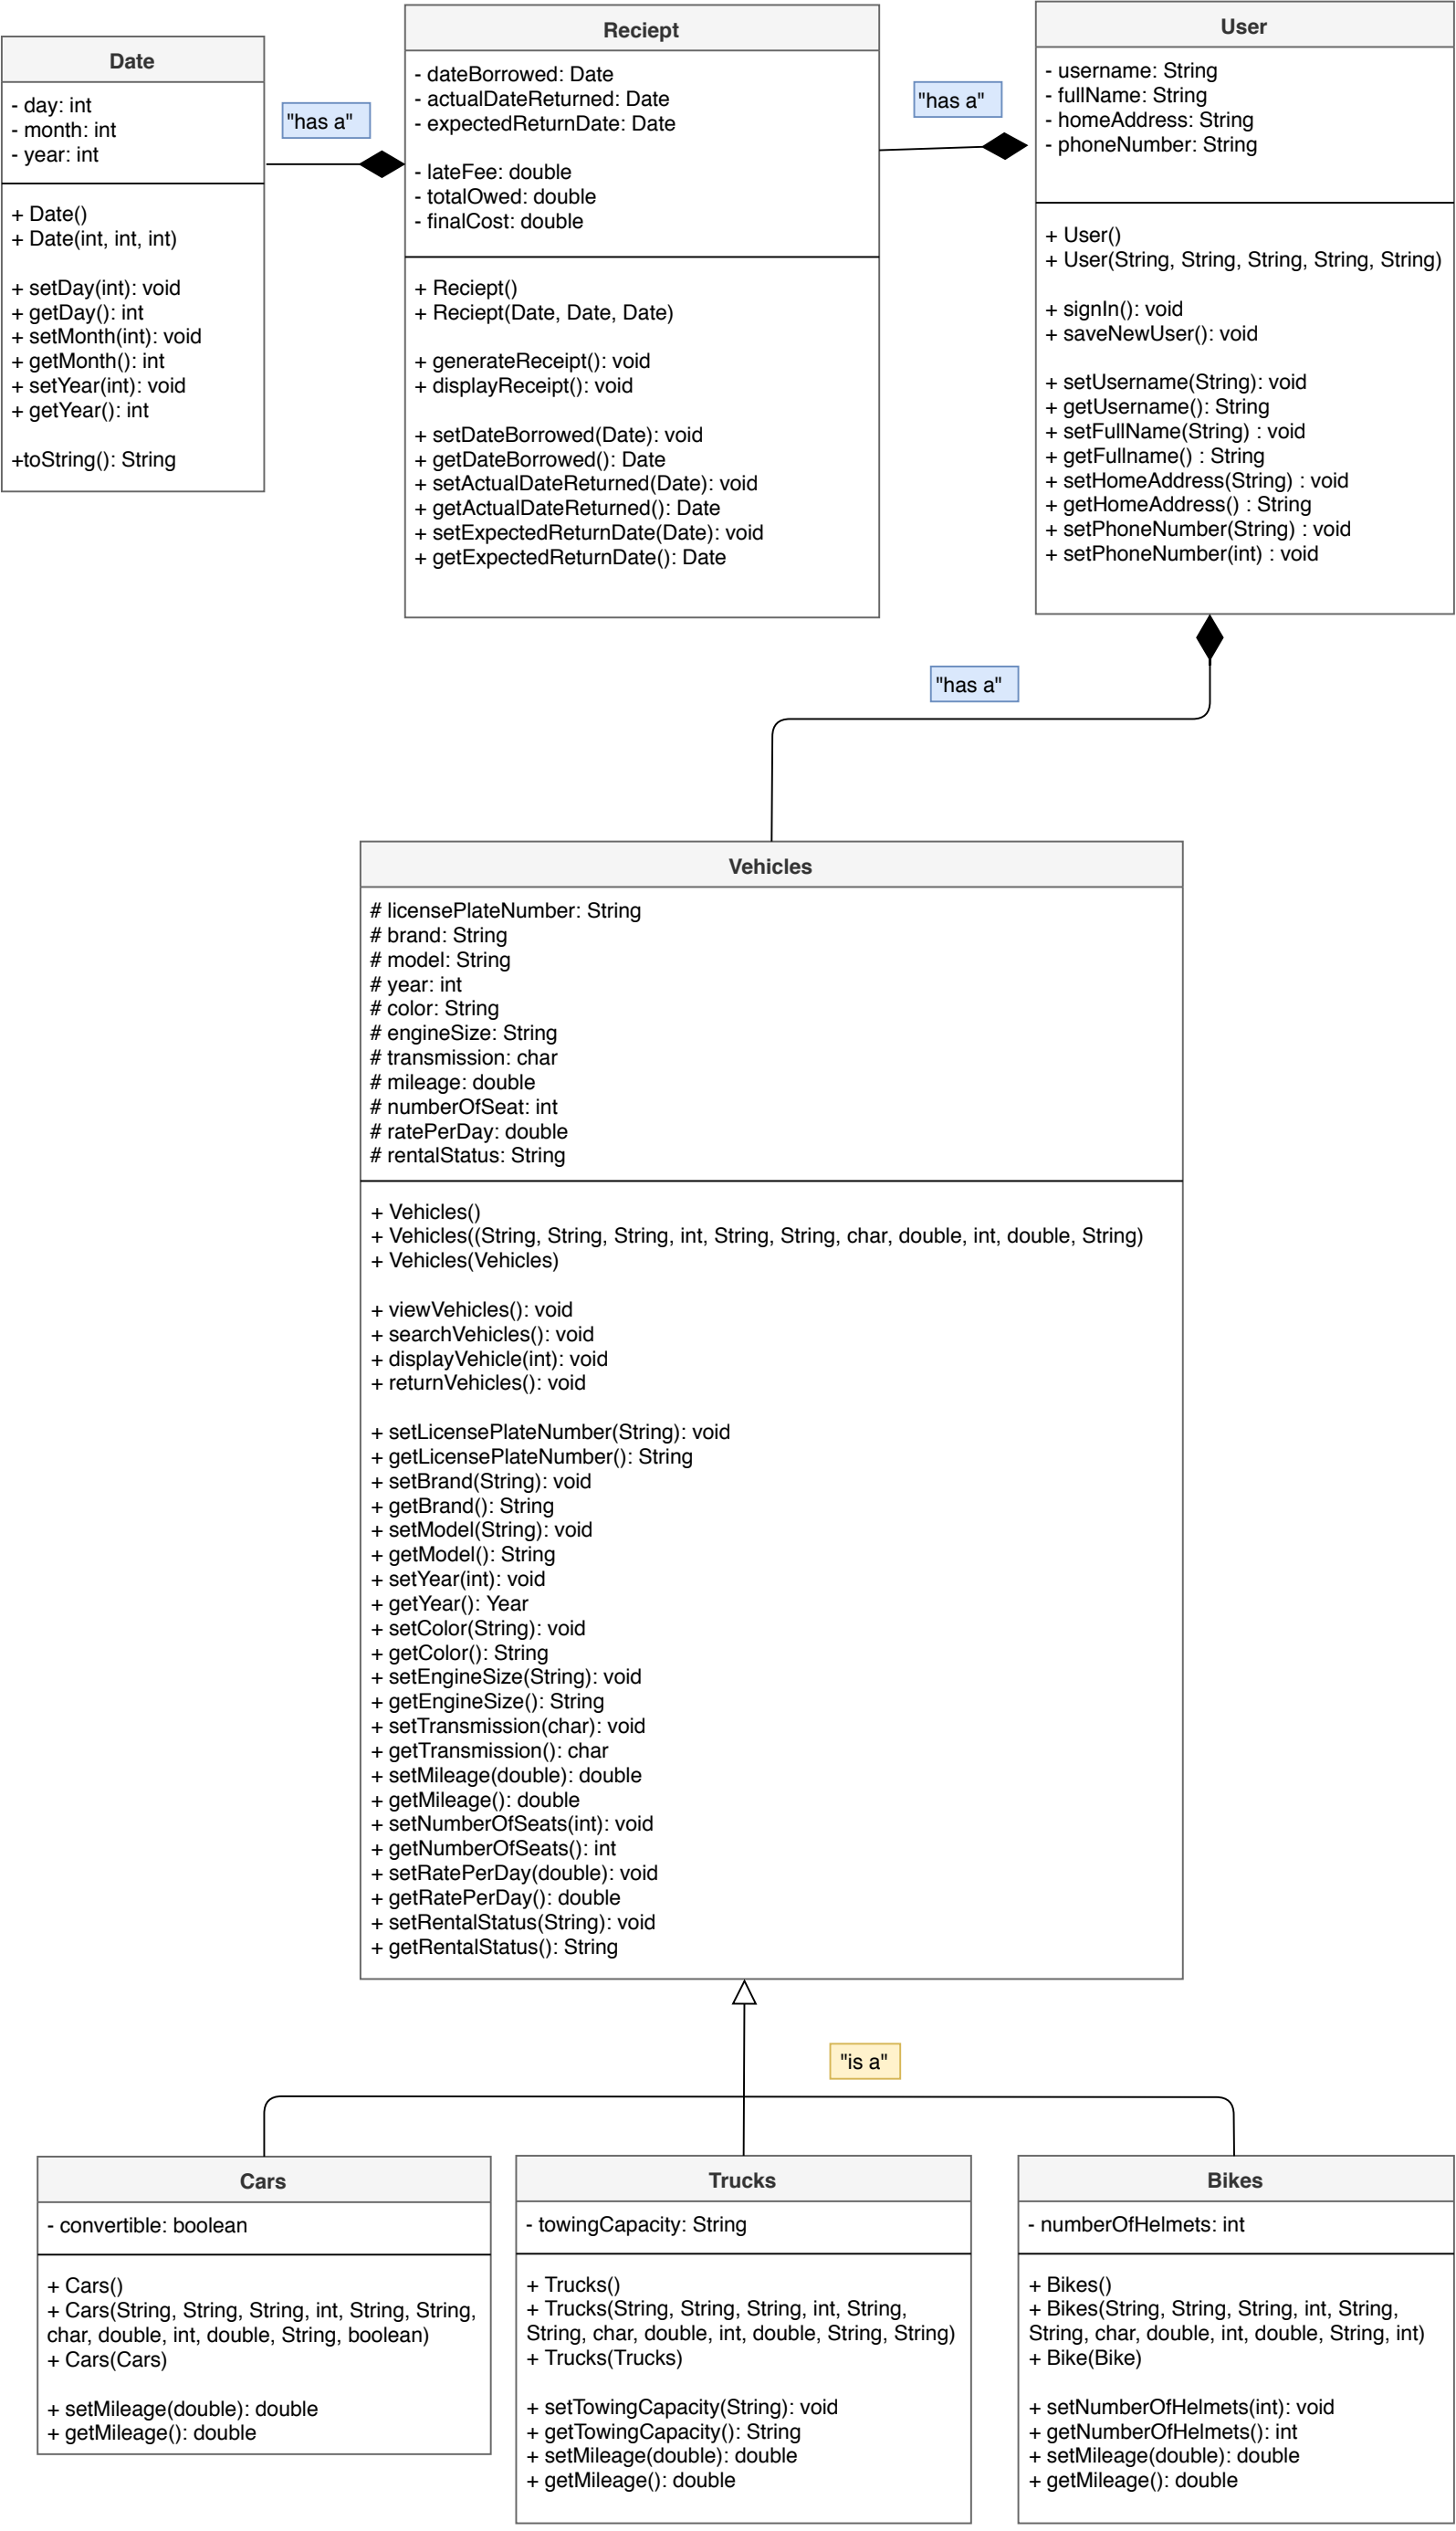 Date
- day: int
- month: int
- year: int
+ Date()
+ Date(int, int, int)
+ setDay(int): void
+ getDay(): int
+ setMonth(int): void
+ getMonth(): int
+ setYear(int): void
+ getYear(): int
+toString(): String
"has a"
Reciept
- dateBorrowed: Date
- actualDateReturned: Date
- expectedReturnDate: Date
- lateFee: double
- totalOwed: double
- finalCost: double
+ Reciept()
+ Reciept(Date, Date, Date)
+ generateReceipt(): void
+ displayReceipt(): void
+ setDateBorrowed(Date): void
+ getDateBorrowed(): Date
+ setActualDateReturned(Date): void
+ getActualDateReturned(): Date
+ setExpectedReturnDate(Date): void
+ getExpectedReturnDate(): Date
"has a"
User
- username: String
- fullName: String
- homeAddress: String
- phoneNumber: String
+ User()
+ User(String, String, String, String, String)
+ signIn(): void
+ saveNewUser(): void
+ setUsername(String): void
+ getUsername(): String
+ setFullName(String) : void
+ getFullname() : String
+ setHomeAddress(String) : void
+ getHomeAddress() : String
+ setPhoneNumber(String) : void
+ setPhoneNumber(int) : void
"has a"
Vehicles
# licensePlateNumber: String
# brand: String
# model: String
# year: int
# color: String
# engineSize: String
# transmission: char
# mileage: double
# numberOfSeat: int
# ratePerDay: double
# rentalStatus: String
+ Vehicles()
+ Vehicles((String, String, String, int, String, String, char, double, int, double, String)
+ Vehicles(Vehicles)
+ viewVehicles(): void
+ searchVehicles(): void
+ displayVehicle(int): void
+ returnVehicles(): void
+ setLicensePlateNumber(String): void
+ getLicensePlateNumber(): String
+ setBrand(String): void
+ getBrand(): String
+ setModel(String): void
+ getModel(): String
+ setYear(int): void
+ getYear(): Year
+ setColor(String): void
+ getColor(): String
+ setEngineSize(String): void
+ getEngineSize(): String
+ setTransmission(char): void
+ getTransmission(): char
+ setMileage(double): double
+ getMileage(): double
+ setNumberOfSeats(int): void
+ getNumberOfSeats(): int
+ setRatePerDay(double): void
+ getRatePerDay(): double
+ setRentalStatus(String): void
+ getRentalStatus(): String
"is a"
Cars
- convertible: boolean
+ Cars()
+ Cars(String, String, String, int, String, String,
char, double, int, double, String, boolean)
+ Cars(Cars)
+ setMileage(double): double
+ getMileage(): double
Trucks
- towingCapacity: String
+ Trucks()
+ Trucks(String, String, String, int, String,
String, char, double, int, double, String, String)
+ Trucks(Trucks)
+ setTowingCapacity(String): void
+ getTowingCapacity(): String
+ setMileage(double): double
+ getMileage(): double
Bikes
- numberOfHelmets: int
+ Bikes()
+ Bikes(String, String, String, int, String,
String, char, double, int, double, String, int)
+ Bike(Bike)
+ setNumberOfHelmets(int): void
+ getNumberOfHelmets(): int
+ setMileage(double): double
+ getMileage(): double